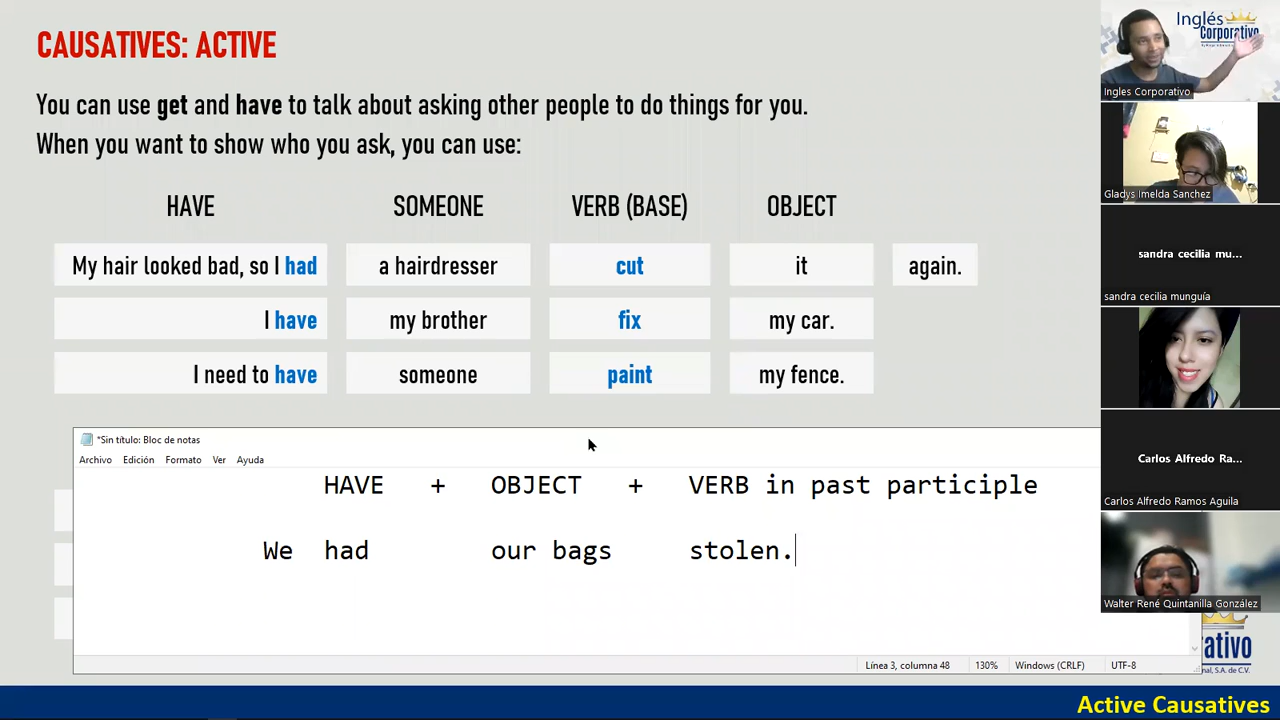 CAUSATIVES: ACTIVE
You can use get and have to talk about asking other people to do things for you.
When you want to show who you ask, you can use:
HAVE SOMEONE VERB (BASE) OBJECT
My hair looked bad, so I had a hairdresser cut it again.
I have my brother fix my car.
I need to have someone paint my fence.
*Sin título: Bloc de notas
Archivo Edición Formato Ver Ayuda
HAVE + OBJECT + VERB in past participle
We had our bags stolen.
Línea 3, columna 48 130% Windows (CRLF) UTF-8
Active Causatives
Inglés
Corporativo
Ingles Corporativo
Gladys Imelda Sanchez
sandra cecilia mu...
sandra cecilia munguía
Carlos Alfredo Ra...
Carlos Alfredo Ramos Aguila
Walter René Quintanilla González